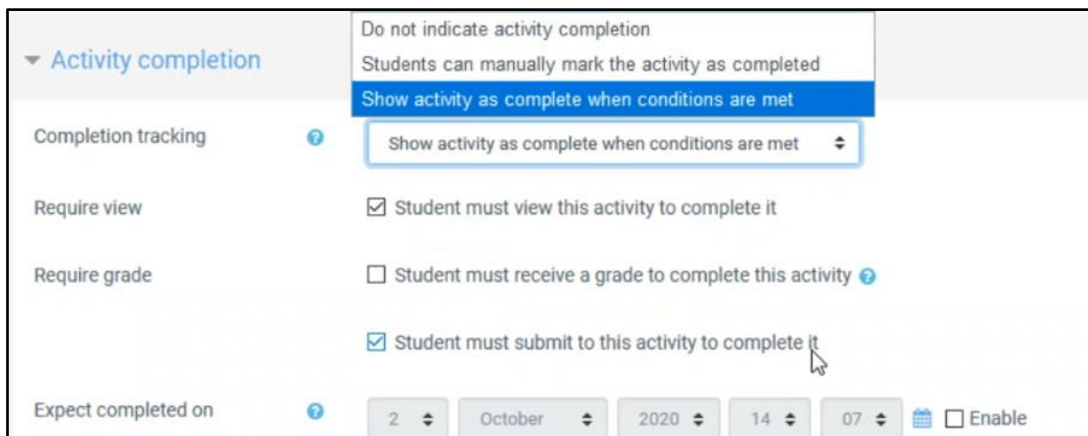 Do not indicate activity completion
Activity completion
Students can manually mark the activity as completed
Show activity as complete when conditions are met
Completion tracking ? Show activity as complete when conditions are met
Require view Student must view this activity to complete it
Require grade Student must receive a grade to complete this activity ?
Student must submit to this activity to complete it
Expect completed on ? 2 October 2020 14 07 Enable